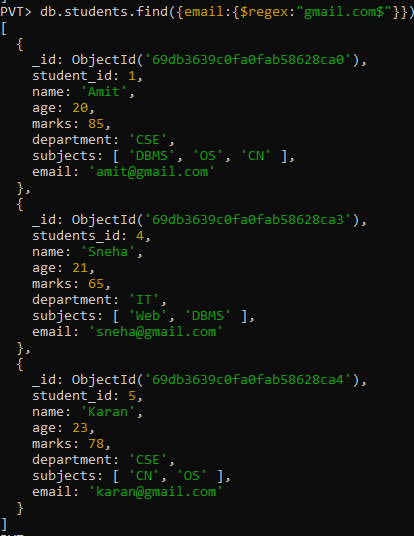 PVT> db.students.find({email:{$regex:"gmail.com$"}})
[
  {
    _id: ObjectId('69db3639c0fa0fab58628ca0'),
    student_id: 1,
    name: 'Amit',
    age: 20,
    marks: 85,
    department: 'CSE',
    subjects: [ 'DBMS', 'OS', 'CN' ],
    email: 'amit@gmail.com'
  },
  {
    _id: ObjectId('69db3639c0fa0fab58628ca3'),
    students_id: 4,
    name: 'Sneha',
    age: 21,
    marks: 65,
    department: 'IT',
    subjects: [ 'Web', 'DBMS' ],
    email: 'sneha@gmail.com'
  },
  {
    _id: ObjectId('69db3639c0fa0fab58628ca4'),
    student_id: 5,
    name: 'Karan',
    age: 23,
    marks: 78,
    department: 'CSE',
    subjects: [ 'CN', 'OS' ],
    email: 'karan@gmail.com'
  }
]